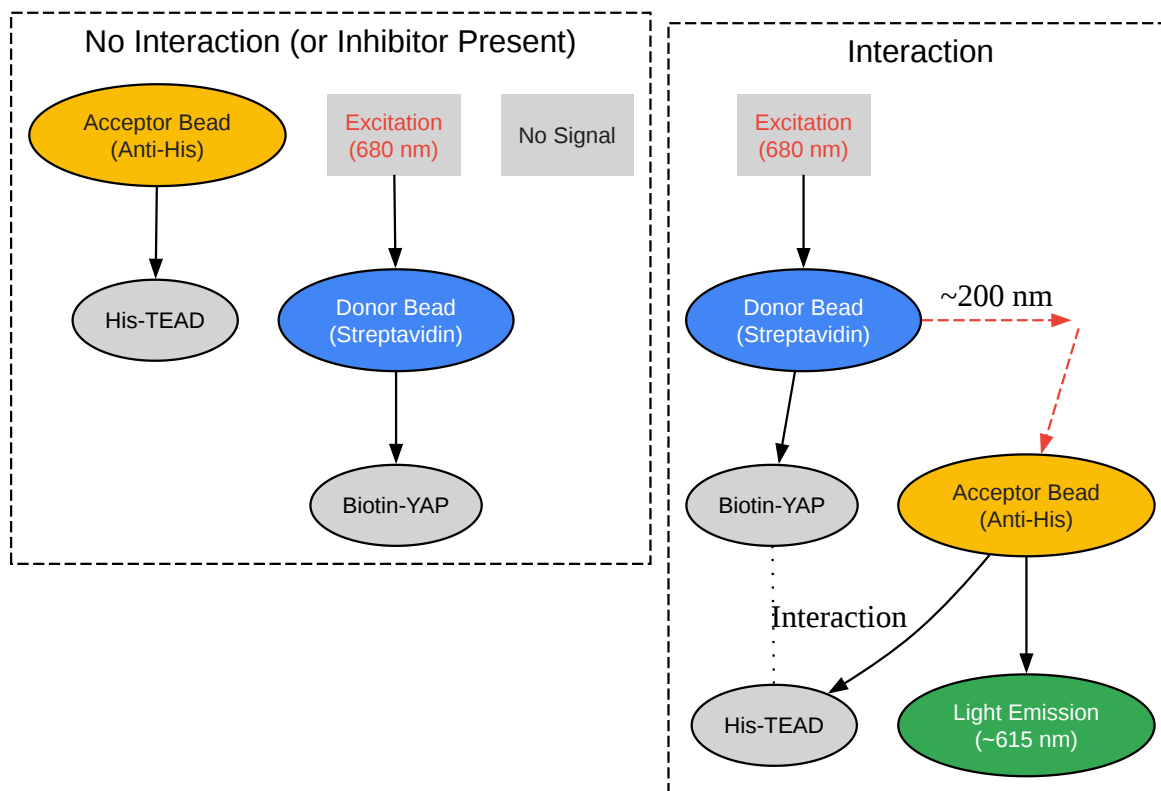 No Interaction (or Inhibitor Present)
Acceptor Bead
(Anti-His)
Excitation
(680 nm)
No Signal
His-TEAD
Donor Bead
(Streptavidin)
Biotin-YAP
Interaction
Excitation
(680 nm)
Donor Bead
(Streptavidin)
~200 nm
Biotin-YAP
Acceptor Bead
(Anti-His)
Interaction
His-TEAD
Light Emission
(~615 nm)